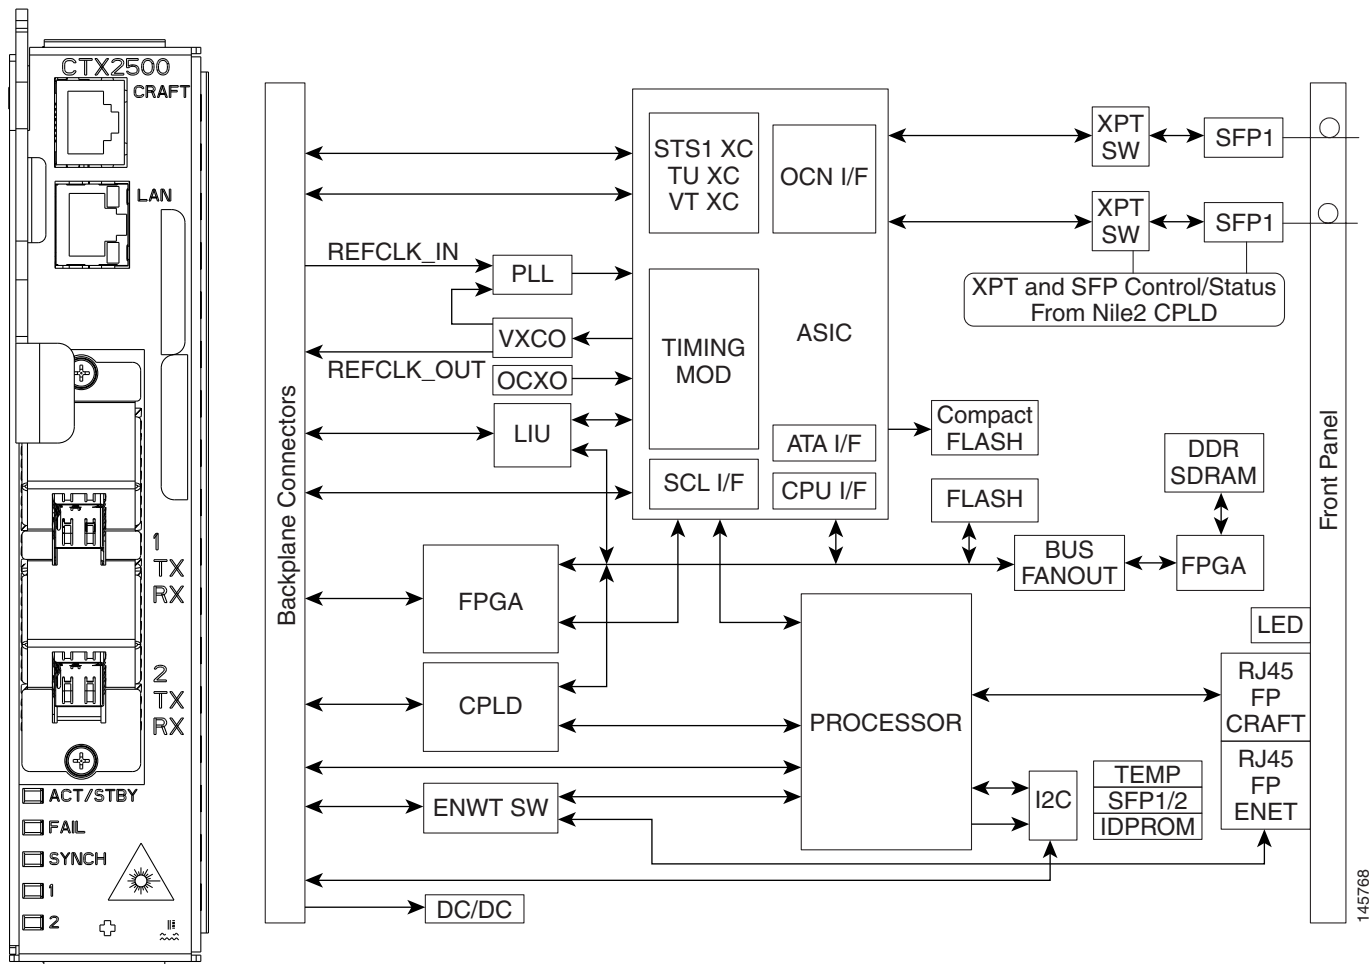 CTX2500
CRAFT
LAN
1
TX
RX
2
TX
RX
ACT/STBY
FAIL
SYNCH
1
2
Backplane Connectors
STS1 XC
TU XC
VT XC
OCN I/F
XPT
SW
SFP1
XPT
SW
SFP1
XPT and SFP Control/Status
From Nile2 CPLD
REFCLK_IN
PLL
VXCO
REFCLK_OUT
OCXO
LIU
TIMING
MOD
ASIC
ATA I/F
SCL I/F
CPU I/F
Compact
FLASH
FLASH
DDR
SDRAM
BUS
FANOUT
FPGA
FPGA
CPLD
PROCESSOR
ENWT SW
DC/DC
I2C
TEMP
SFP1/2
IDPROM
LED
RJ45
FP
CRAFT
RJ45
FP
ENET
Front Panel
145768